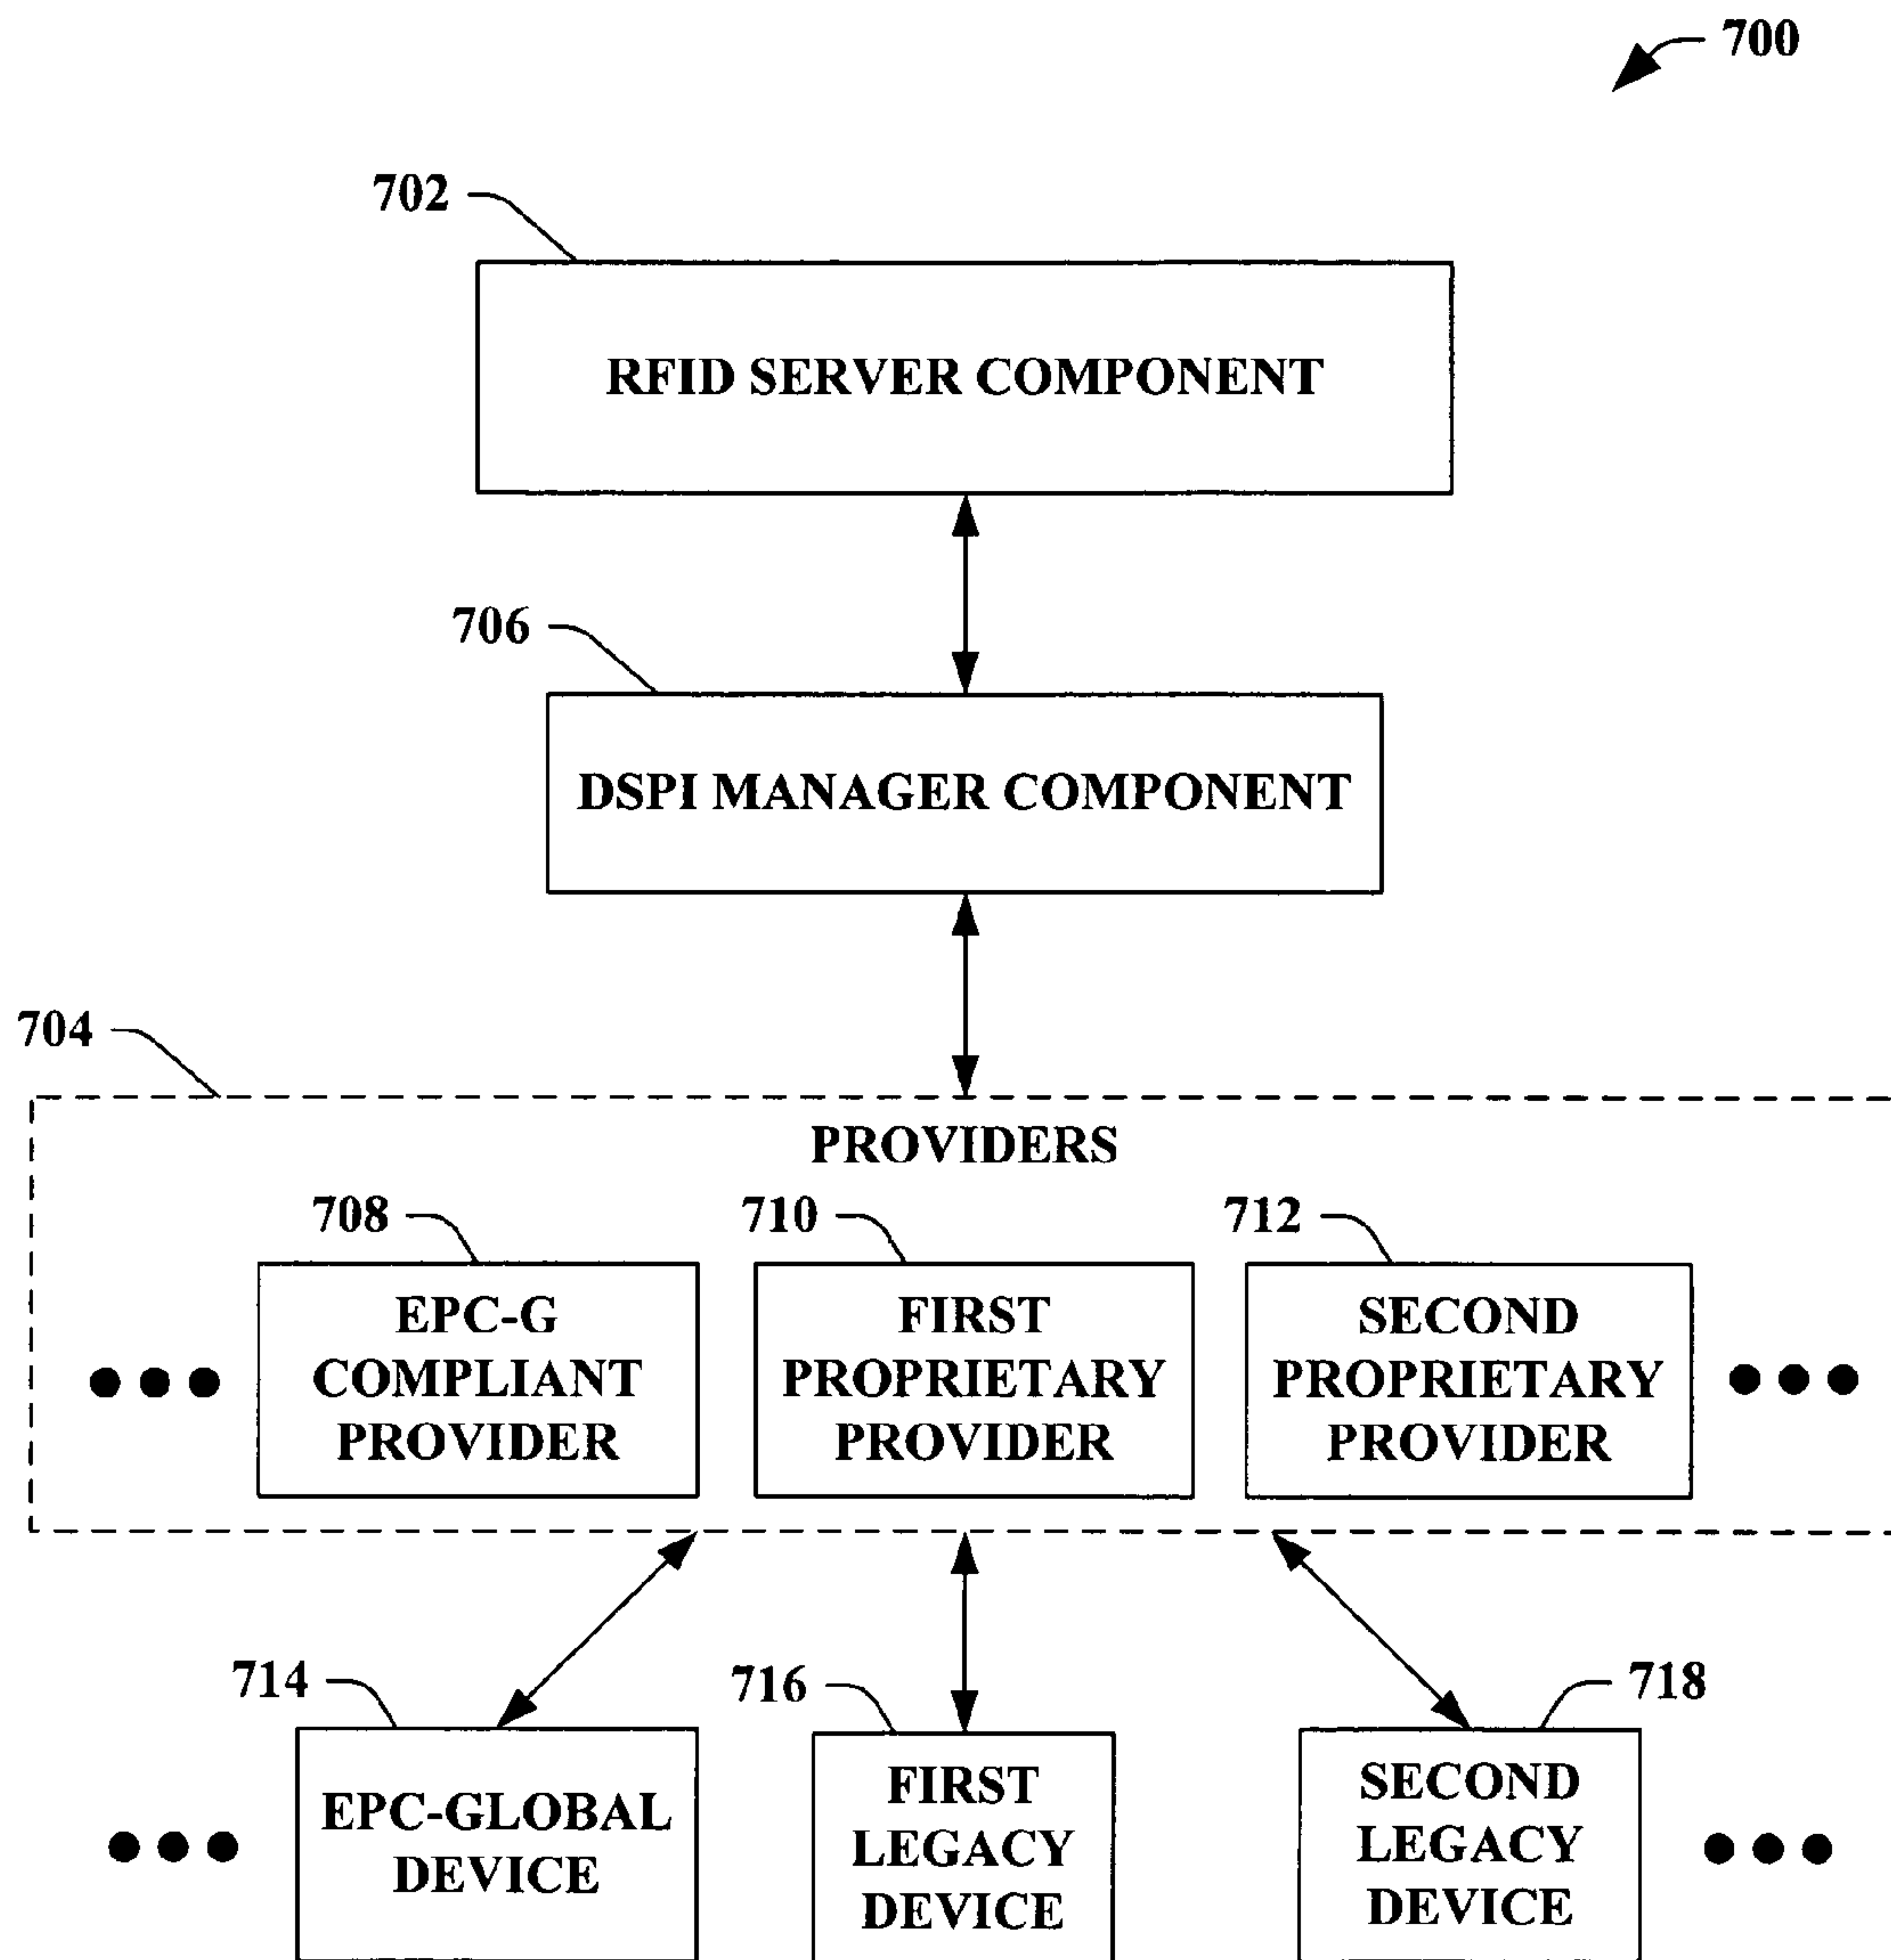 700
702
RFID SERVER COMPONENT
706
DSPI MANAGER COMPONENT
704
PROVIDERS
708
710
712
EPC-G
COMPLIANT
PROVIDER
FIRST
PROPRIETARY
PROVIDER
SECOND
PROPRIETARY
PROVIDER
714
716
718
EPC-GLOBAL
DEVICE
FIRST
LEGACY
DEVICE
SECOND
LEGACY
DEVICE